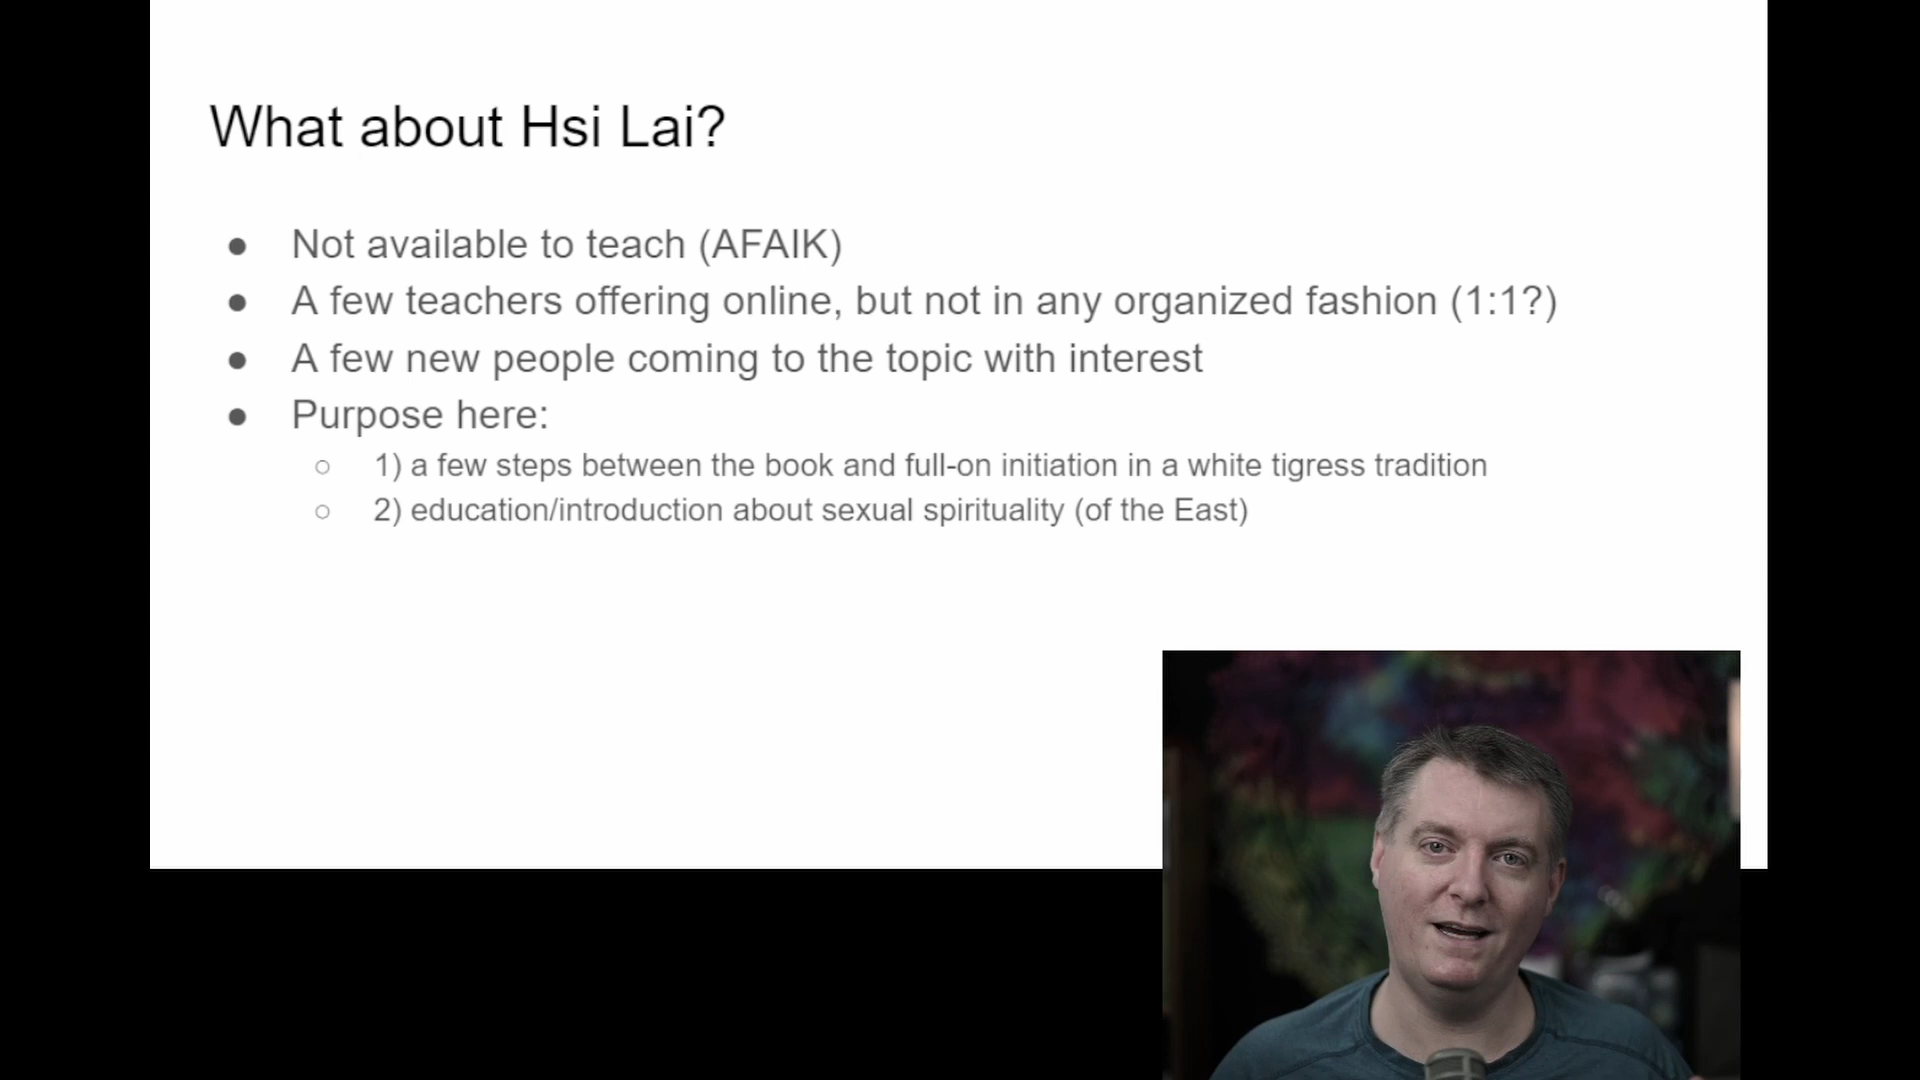 What about Hsi Lai?
● Not available to teach (AFAIK)
● A few teachers offering online, but not in any organized fashion (1:1?)
● A few new people coming to the topic with interest
● Purpose here:
○ 1) a few steps between the book and full-on initiation in a white tigress tradition
○ 2) education/introduction about sexual spirituality (of the East)